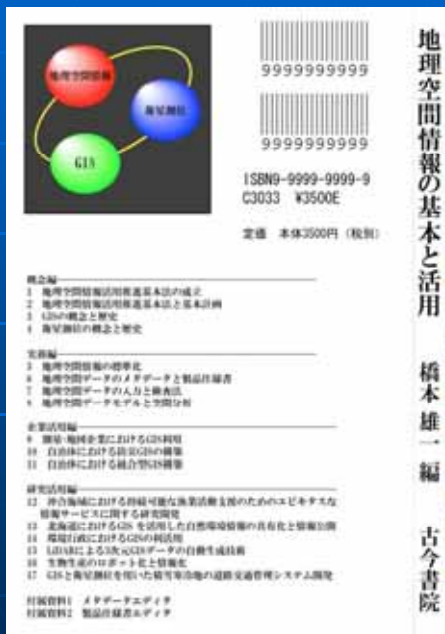 地理空間情報
衛星測位
GIS
9999999999
9999999999
ISBN9-9999-9999-9
C3033 ¥3500E
定価 本体3500円（税別）
概念編
1 地理空間情報活用推進基本法の成立
2 地理空間情報活用推進基本法と基本計画
3 GISの概念と歴史
4 衛星測位の概念と歴史
実務編
5 地理空間情報の標準化
6 地理空間データのメタデータと製品仕様書
7 地理空間データの入力と検査法
8 地理空間データモデルと空間分析
企業活用編
9 測量・地図企業におけるGIS利用
10 自治体における防災GISの構築
11 自治体における統合型GIS構築
研究活用編
12 沖合海域における持続可能な漁業活動支援のためのユビキタスな
情報サービスに関する研究開発
13 北海道におけるGISを活用した自然環境情報の共有化と情報公開
14 環境行政におけるGISの利活用
15 LiDARによる3次元GISデータの自動生成技術
16 生物生産のロボット化と情報化
17 GISと衛星測位を用いた積雪寒冷地の道路交通管理システム開発
付属資料1 メタデータエディタ
付属資料2 製品仕様書エディタ
地理空間情報の基本と活用 橋本雄一編 古今書院